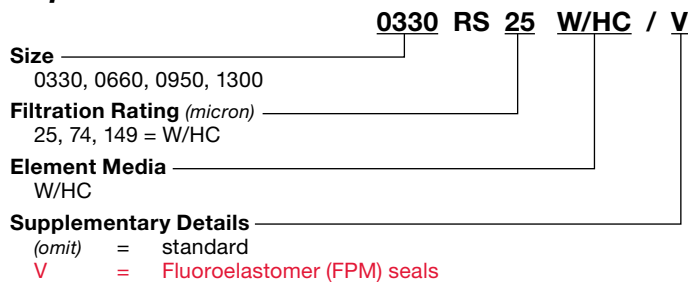 0330 RS 25 W/HC / V
Size
0330, 0660, 0950, 1300
Filtration Rating (micron)
25, 74, 149 = W/HC
Element Media
W/HC
Supplementary Details
(omit) = standard
V = Fluoroelastomer (FPM) seals